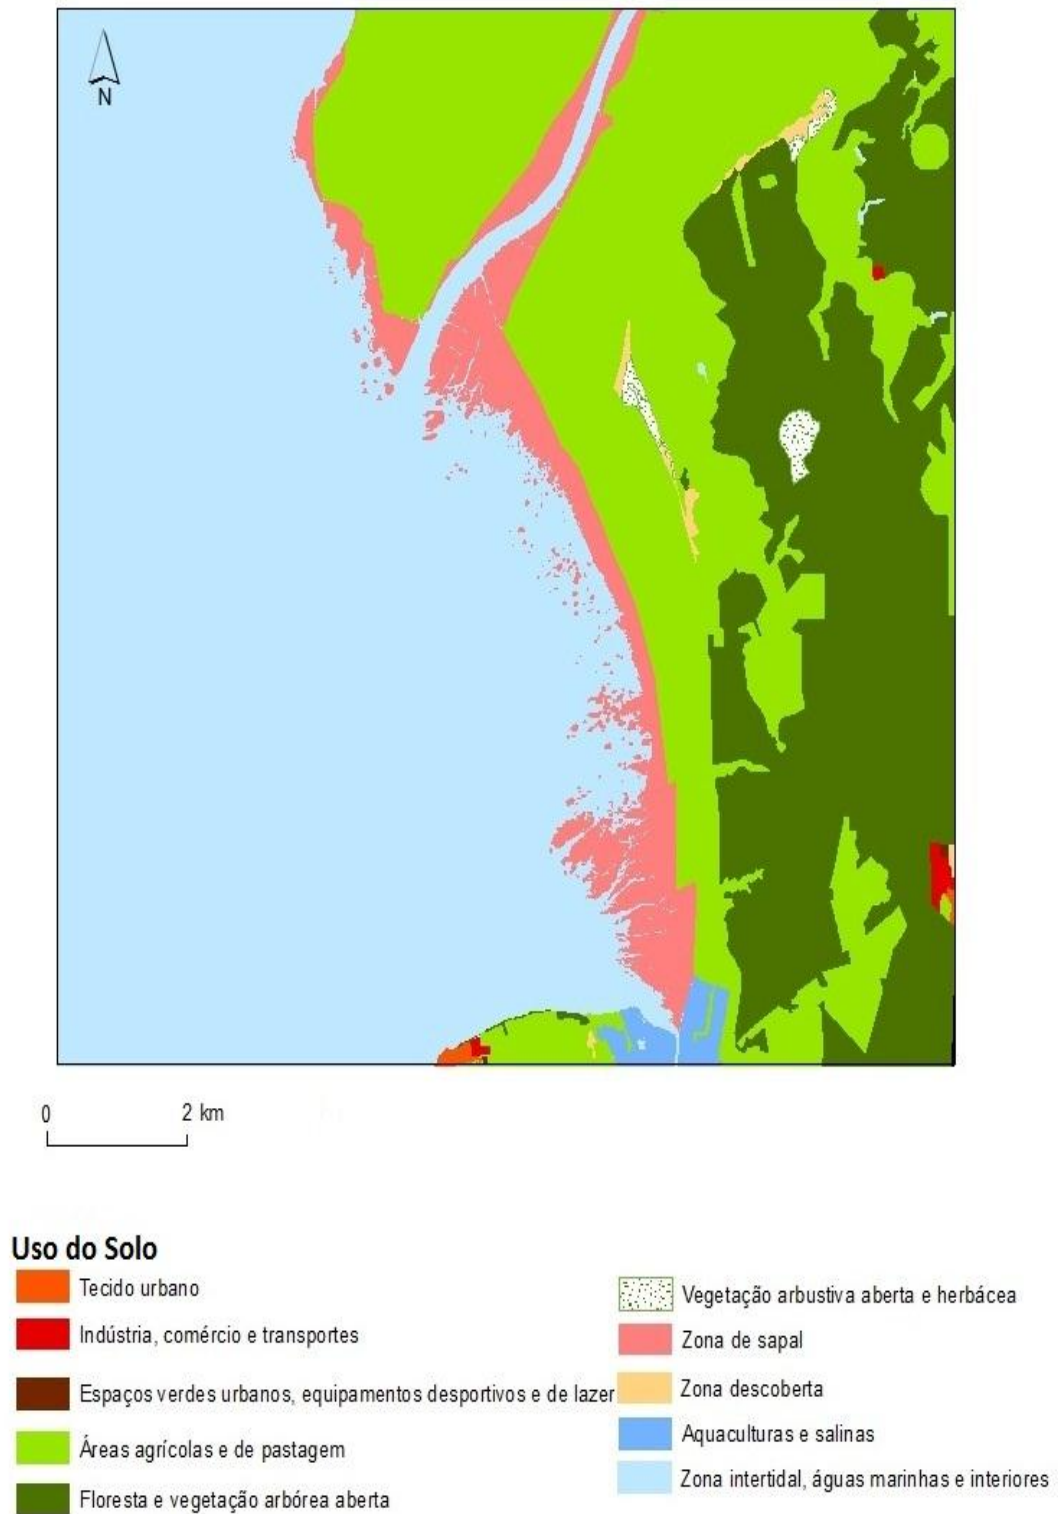 N
0 2 km
Uso do Solo
Tecido urbano
Indústria, comércio e transportes
Espaços verdes urbanos, equipamentos desportivos e de lazer
Áreas agrícolas e de pastagem
Floresta e vegetação arbórea aberta
Vegetação arbustiva aberta e herbácea
Zona de sapal
Zona descoberta
Aquaculturas e salinas
Zona intertidal, águas marinhas e interiores